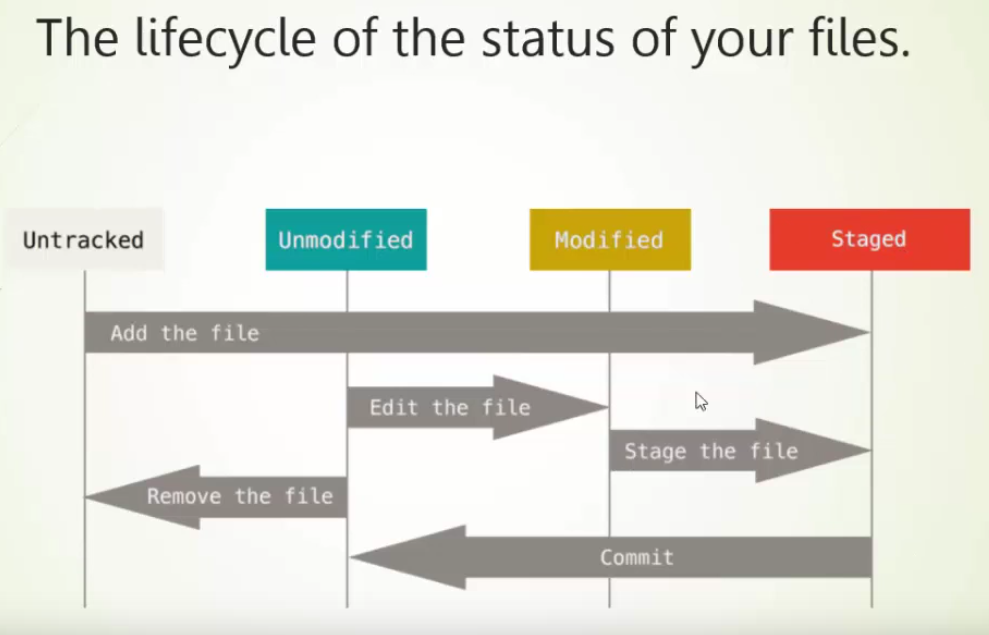 The lifecycle of the status of your files.
Untracked
Unmodified
Modified
Staged
Add the file
Edit the file
Stage the file
Remove the file
Commit